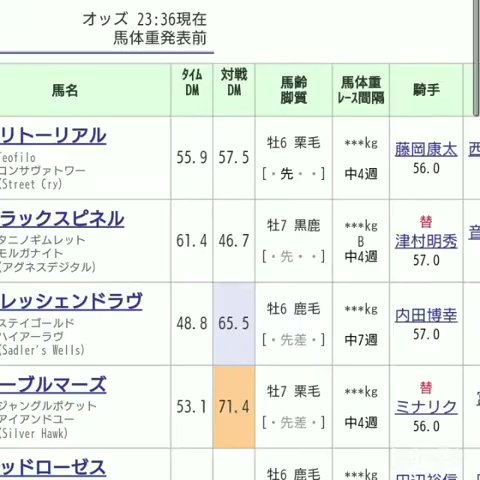 オッズ 23:36現在
馬体重発表前
馬名
ﾀｲﾑ
DM
対戦
DM
馬齢
脚質
馬体重
ﾚｰｽ間隔
騎手
リトーリアル
Teofilo
コンサヴァトワー
(Street Cry)
55.9
57.5
牡6 栗毛
[・先・・]
***kg
中4週
藤岡康太
56.0
ラックスピネル
タニノギムレット
モルガナイト
(アグネスデジタル)
61.4
46.7
牡7 黒鹿
[・先・・]
***kg
B
中4週
替
津村明秀
57.0
レッシェンドラヴ
ステイゴールド
ハイアーラヴ
(Sadler's Wells)
48.8
65.5
牡6 鹿毛
[・先差・]
***kg
中7週
内田博幸
57.0
ーブルマーズ
ジャングルポケット
アイアンドユー
(Silver Hawk)
53.1
71.4
牡7 栗毛
[・先差・]
***kg
中4週
替
ミナリク
56.0
ッドローゼス
牡6 鹿毛
***kg
田辺裕信